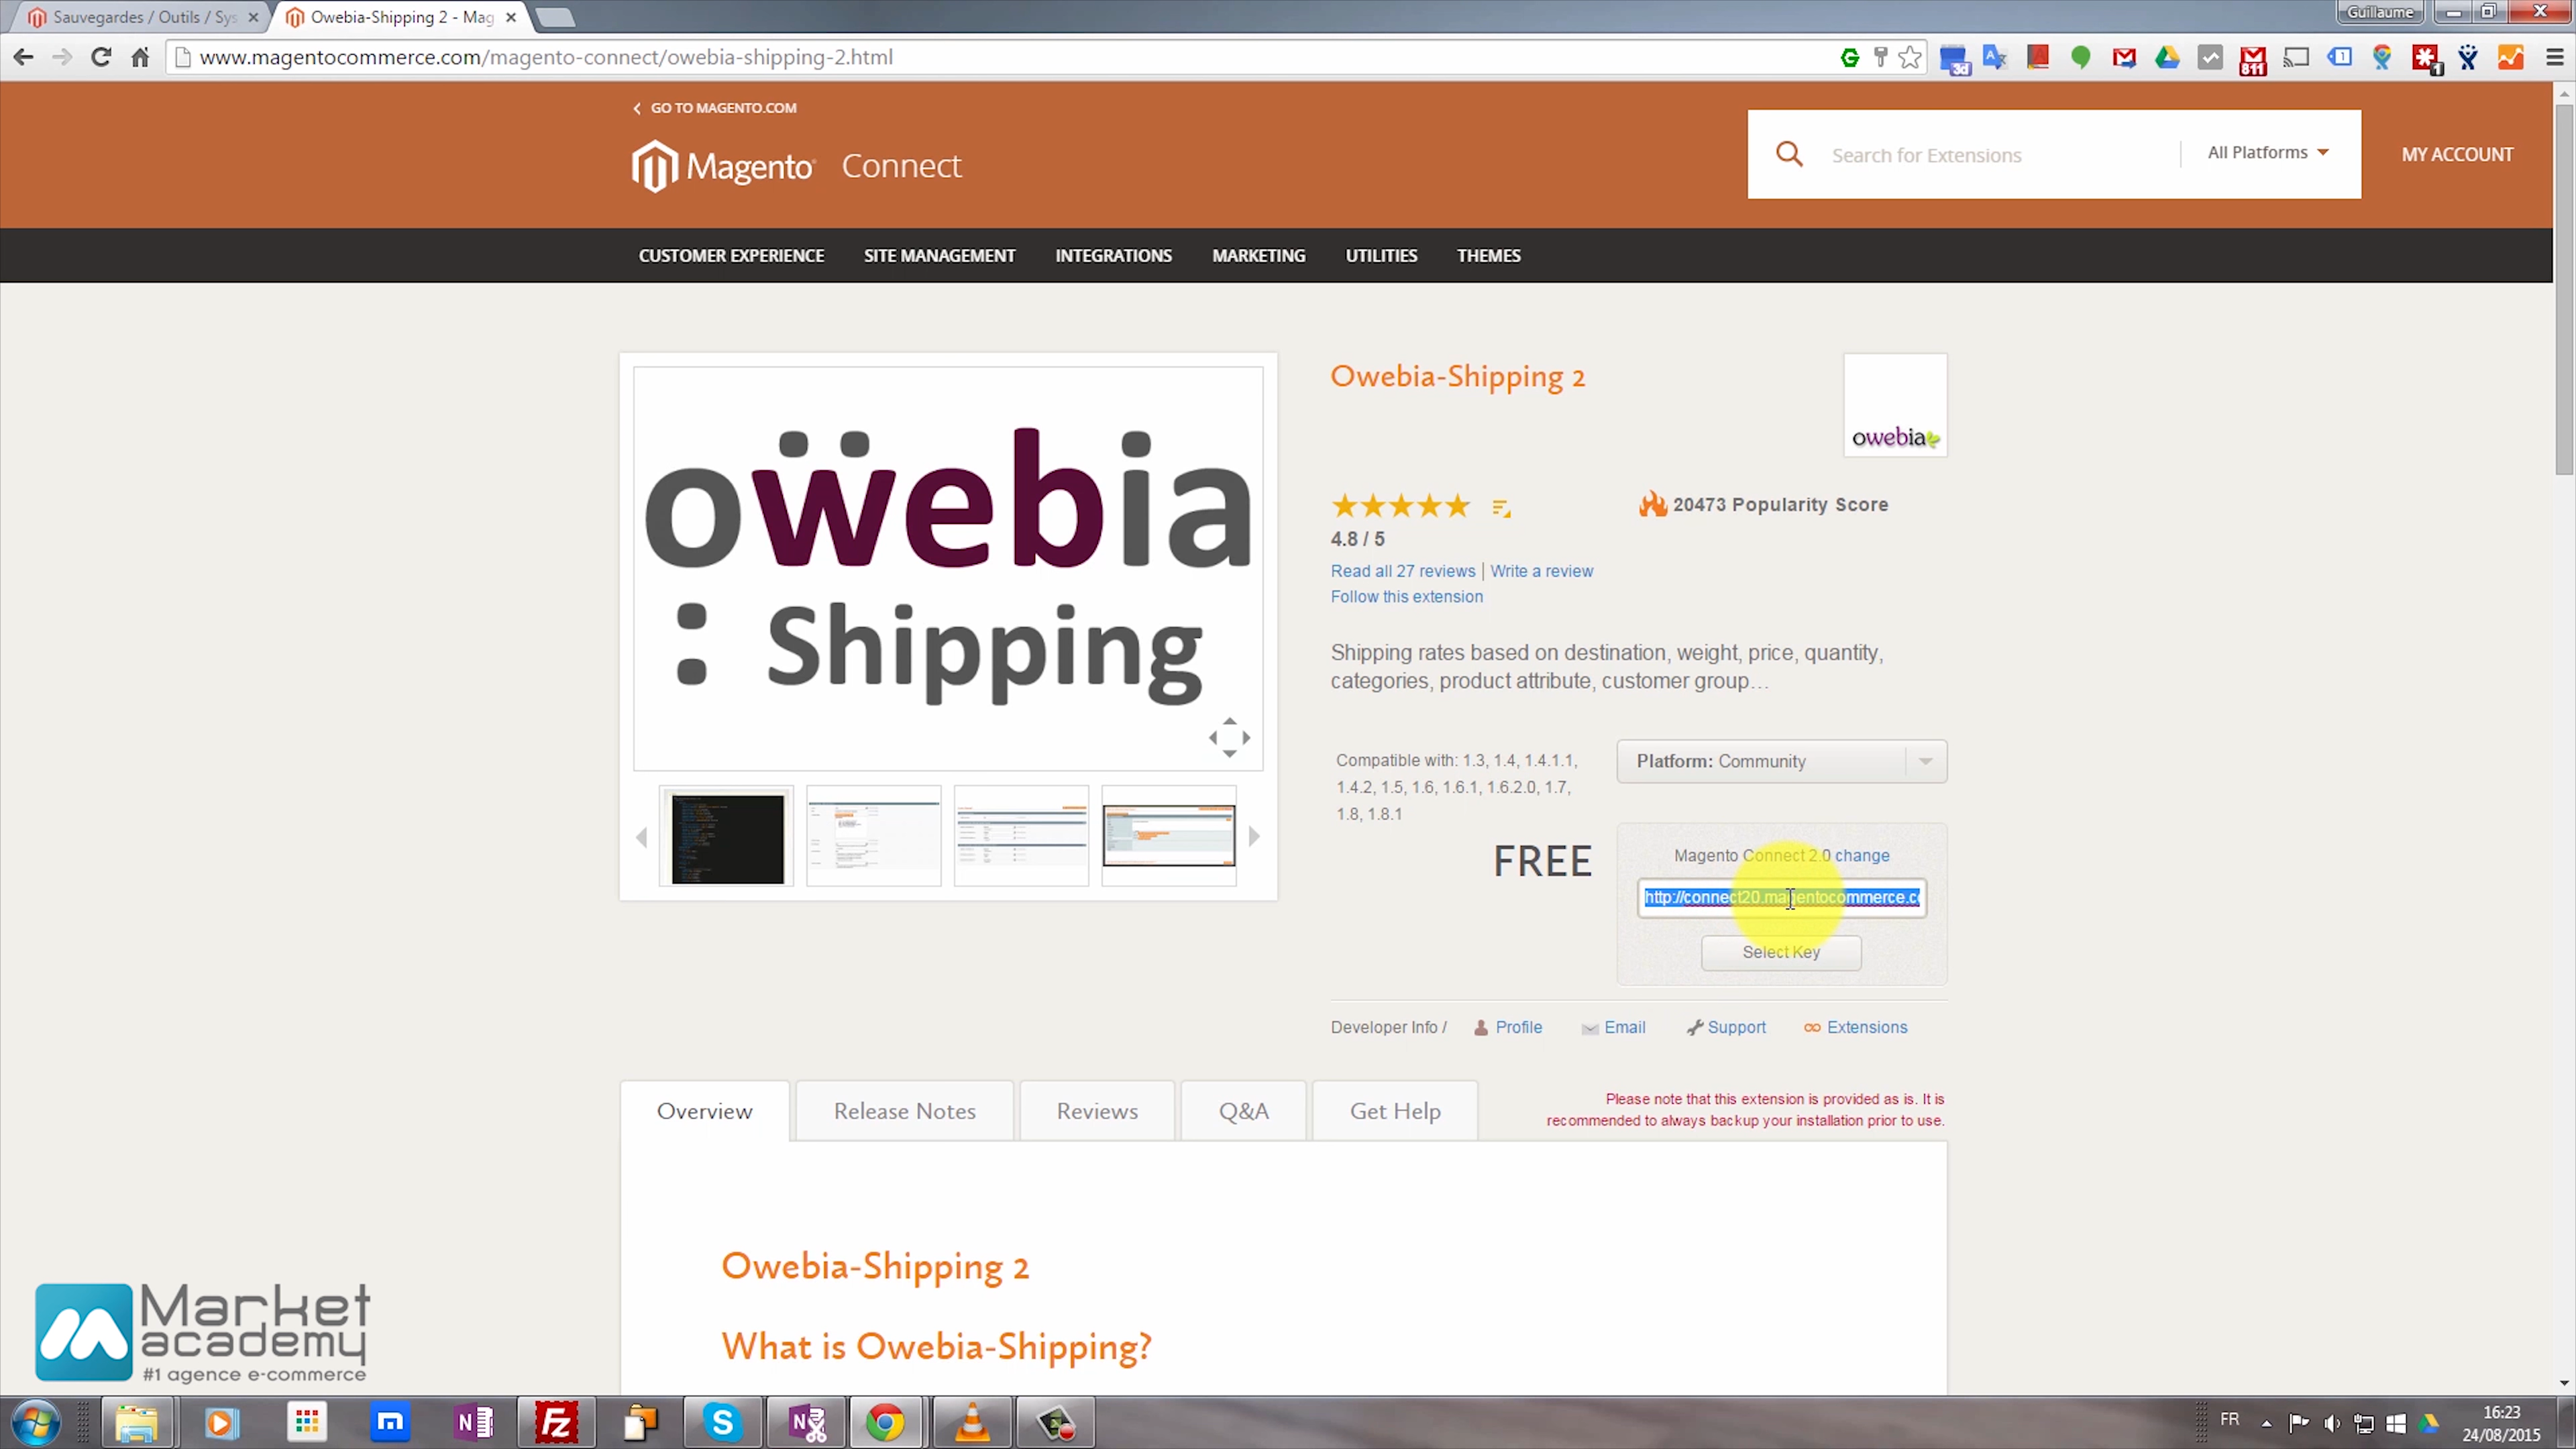 Sauvegardes / Outils / Sys
Owebia-Shipping 2 - Mag
Guillaume
www.magentocommerce.com/magento-connect/owebia-shipping-2.html
3d
811
1
1
GO TO MAGENTO.COM
Magento Connect
Search for Extensions
All Platforms
MY ACCOUNT
CUSTOMER EXPERIENCE
SITE MANAGEMENT
INTEGRATIONS
MARKETING
UTILITIES
THEMES
owebia
: Shipping
Owebia-Shipping 2
owebia
4.8 / 5
20473 Popularity Score
Read all 27 reviews | Write a review
Follow this extension
Shipping rates based on destination, weight, price, quantity,
categories, product attribute, customer group...
Compatible with: 1.3, 1.4, 1.4.1.1,
1.4.2, 1.5, 1.6, 1.6.1, 1.6.2.0, 1.7,
1.8, 1.8.1
Platform: Community
FREE
Magento Connect 2.0 change
http://connect20.magentocommerce.c
Select Key
Developer Info /
Profile
Email
Support
Extensions
Overview
Release Notes
Reviews
Q&A
Get Help
Please note that this extension is provided as is. It is
recommended to always backup your installation prior to use.
Owebia-Shipping 2
What is Owebia-Shipping?
Market
academy
#1 agence e-commerce
FR
16:23
24/08/2015